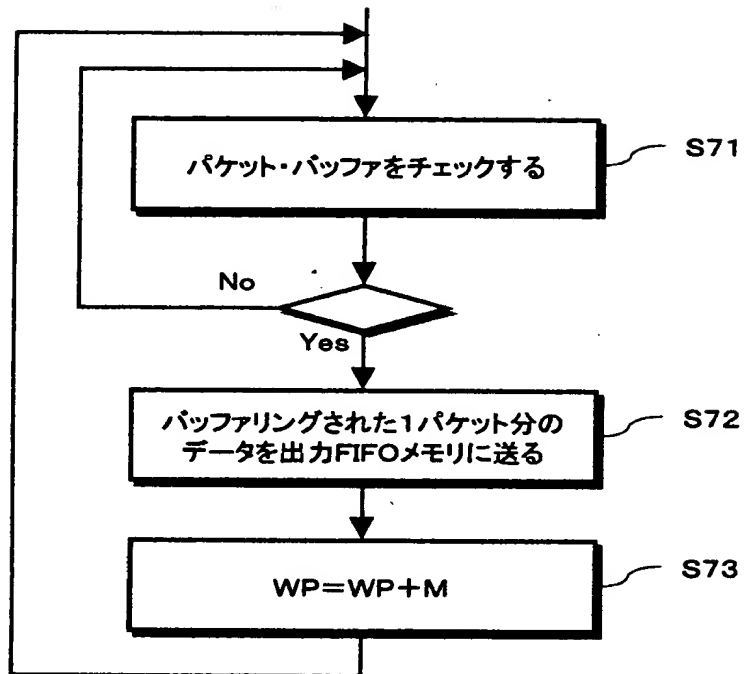 パケット・バッファをチェックする
S71
No
Yes
バッファリングされた1パケット分の
データを出力FIFOメモリに送る
S72
WP=WP+M
S73